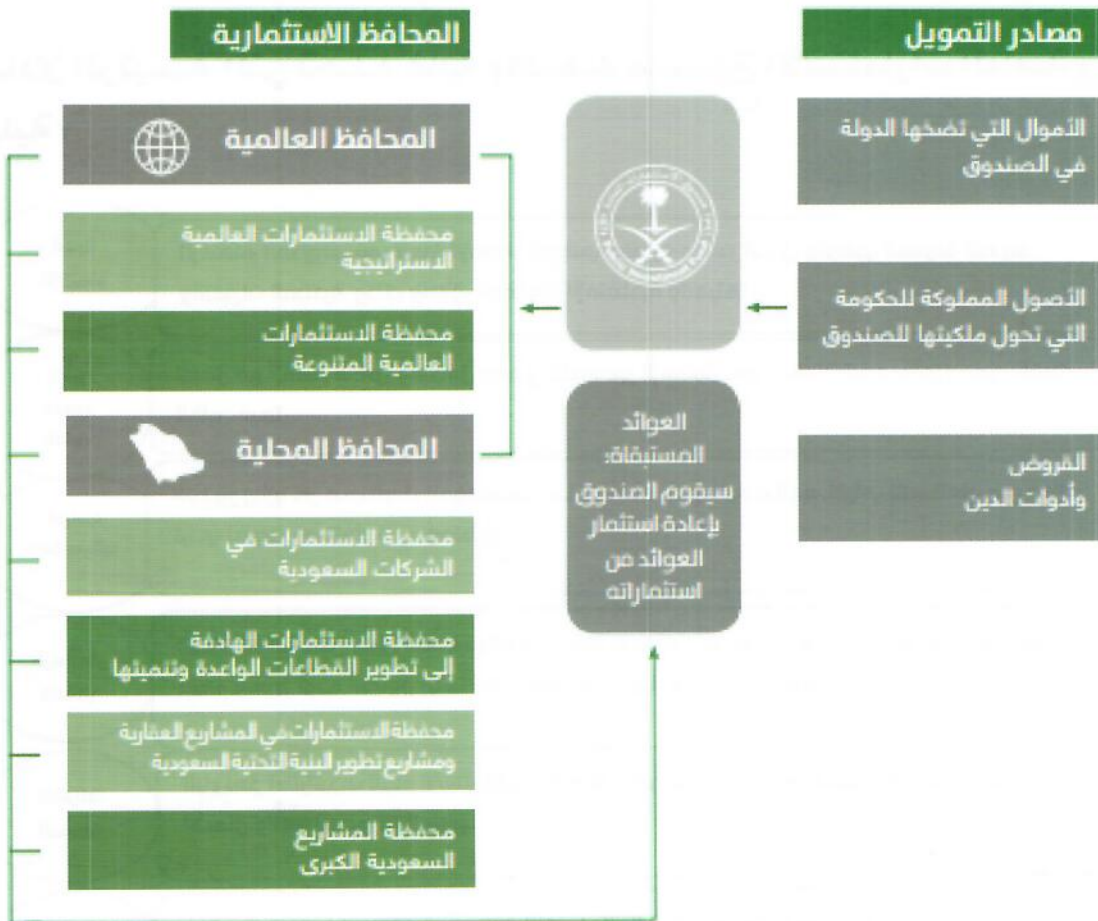 مصادر التمويل
الأموال التي تضخها الدولة
في الصندوق
الأصول المملوكة للحكومة
التي تحول ملكيتها للصندوق
القروض
وأدوات الدين
العوائد
المستبقاة:
سيقوم الصندوق
بإعادة استثمار
العوائد من
استثماراته
المحافظ الاستثمارية
المحافظ العالمية
محفظة الاستثمارات العالمية
الاستراتيجية
محفظة الاستثمارات
العالمية المتنوعة
المحافظ المحلية
محفظة الاستثمارات في
الشركات السعودية
محفظة الاستثمارات الهادفة
إلى تطوير القطاعات الواعدة وتنميتها
محفظة الاستثمارات في المشاريع العقارية
ومشاريع تطوير البنية التحتية السعودية
محفظة المشاريع
السعودية الكبرى